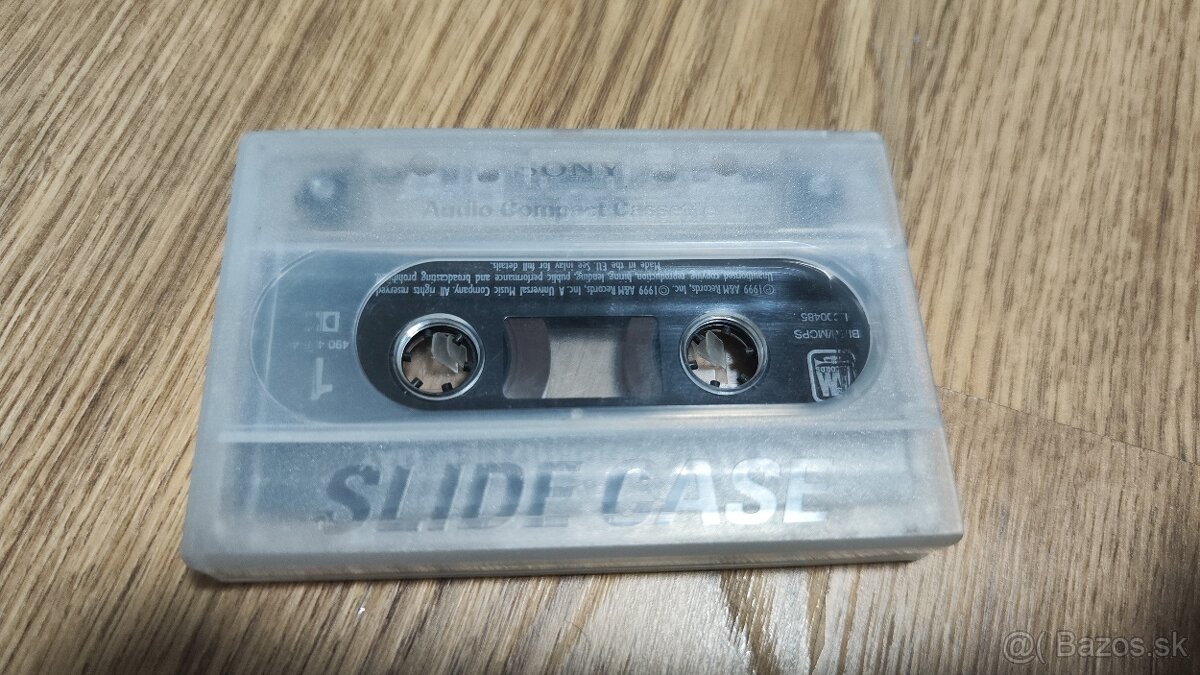 SONY
Audio Compact Cassette
℗1999 A&M Records, Inc. ©1999 A&M Records, Inc. A Universal Music Company. All rights reserved.
Unauthorised copying, reproduction, hiring, lending, public performance and broadcasting prohibited.
Made in the EU. See inlay for full details.
1
BIEM/MCPS
SLIDE CASE
@( Bazos.sk